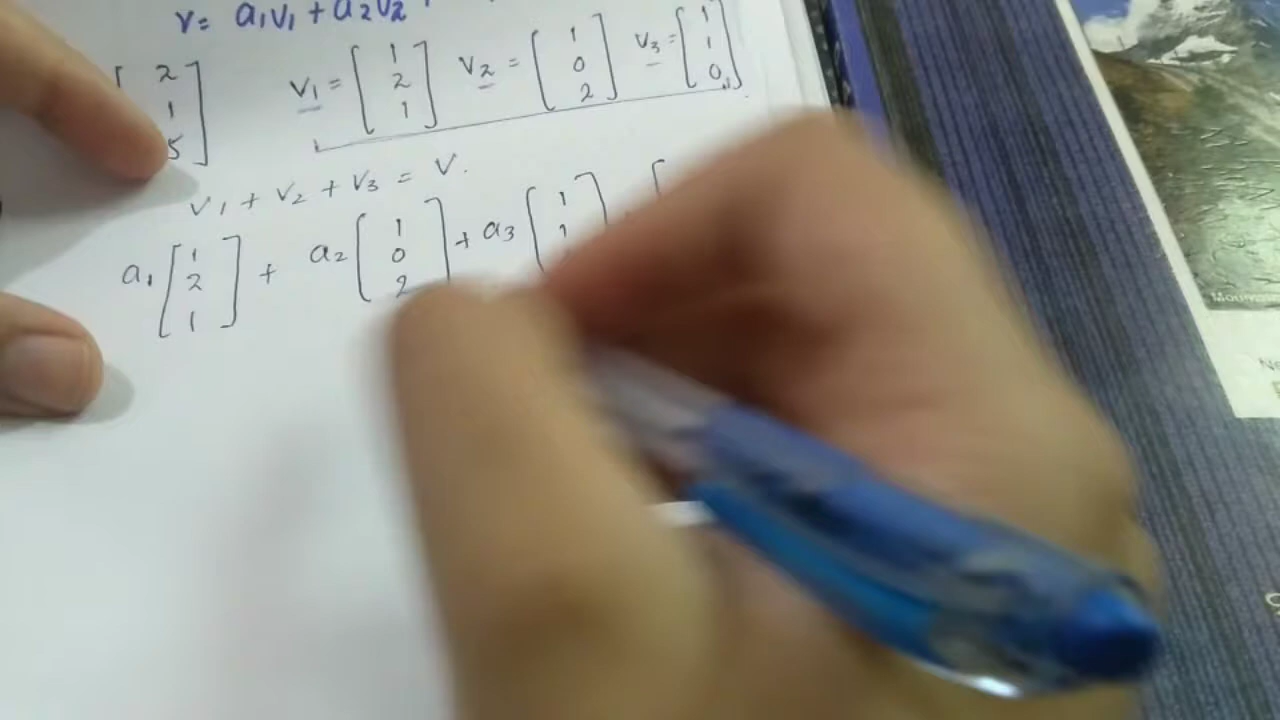 v = a1v1 + a2v2
[2 1 5] v1 = [1 2 1] v2 = [1 0 2] v3 = [1 1 0]
v1 + v2 + v3 = v.
a1 [1 2 1] + a2 [1 0 2] + a3 [1 1